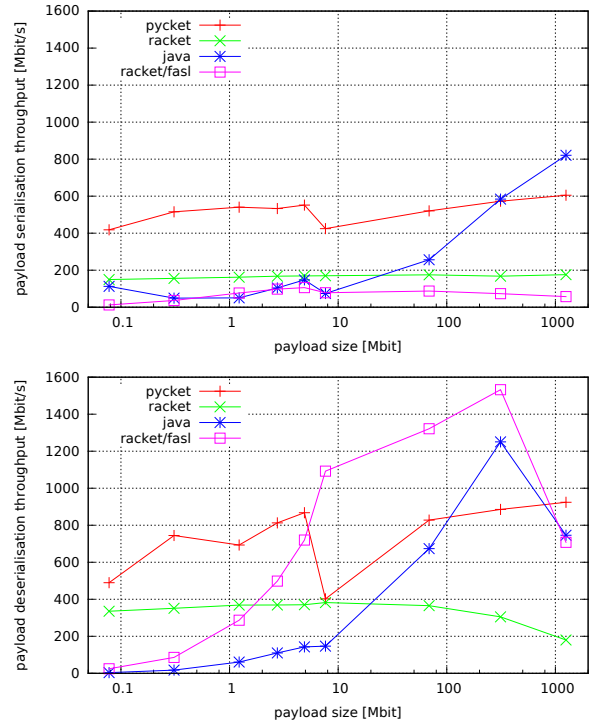 payload serialisation throughput [Mbit/s]
1600
1400
1200
1000
800
600
400
200
0
pycket
racket
java
racket/fasl
0.1 1 10 100 1000
payload size [Mbit]
payload deserialisation throughput [Mbit/s]
1600
1400
1200
1000
800
600
400
200
0
pycket
racket
java
racket/fasl
0.1 1 10 100 1000
payload size [Mbit]